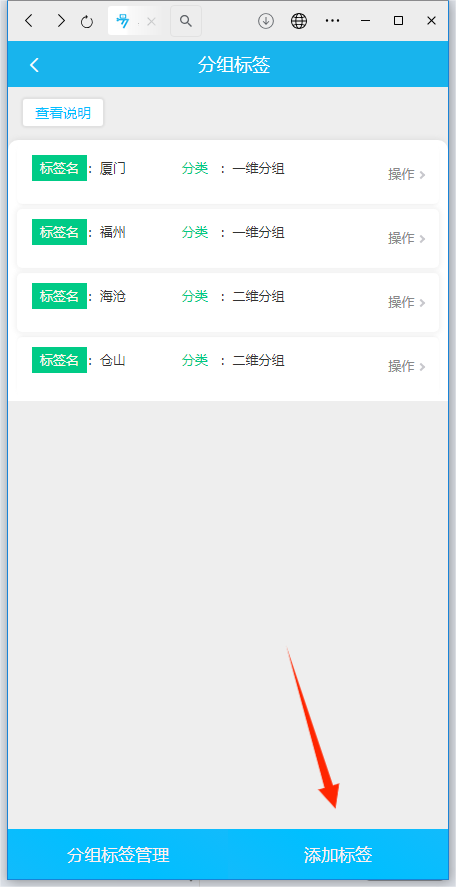 分组标签
查看说明
标签名 : 厦门 分类 : 一维分组 操作
标签名 : 福州 分类 : 一维分组 操作
标签名 : 海沧 分类 : 二维分组 操作
标签名 : 仓山 分类 : 二维分组 操作
分组标签管理 添加标签